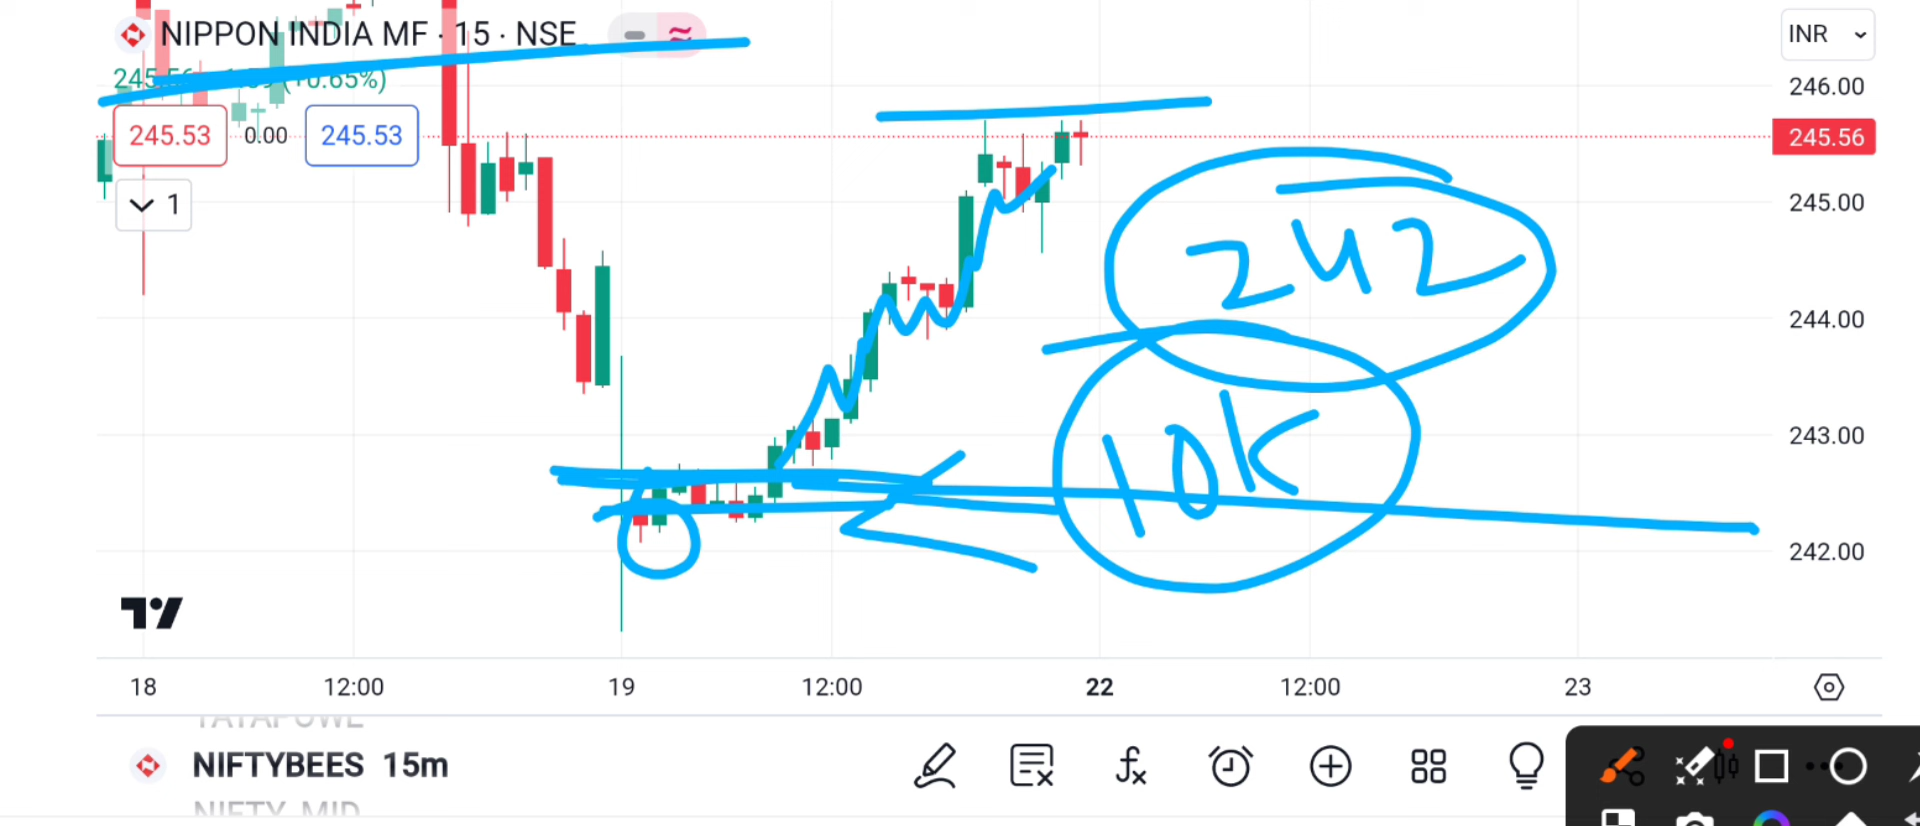 NIPPON INDIA MF · 15 · NSE
INR
246.00
245.53 0.00 245.53
245.56
1
245.00
242
244.00
10K
243.00
242.00
18 12:00 19 12:00 22 12:00 23
NIFTYBEES 15m
NIFTY MID